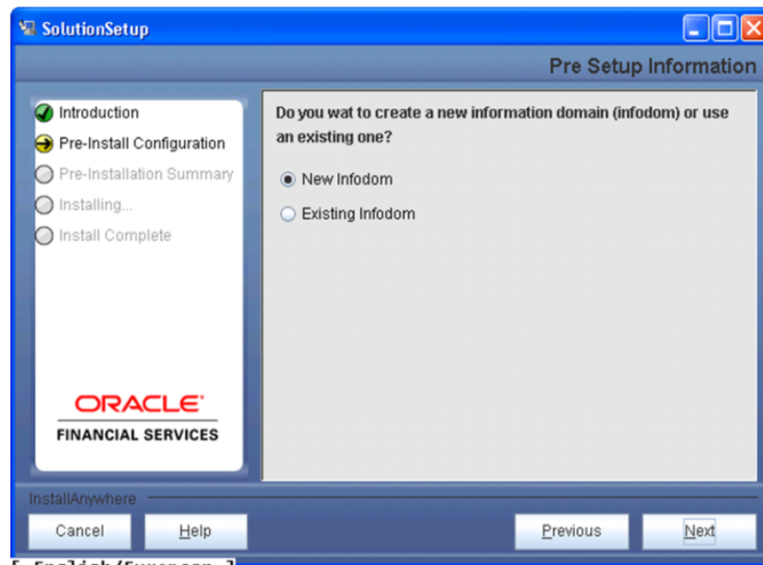 SolutionSetup
Pre Setup Information
Introduction
Pre-Install Configuration
Pre-Installation Summary
Installing...
Install Complete
Do you wat to create a new information domain (infodom) or use
an existing one?
New Infodom
Existing Infodom
ORACLE
FINANCIAL SERVICES
InstallAnywhere
Cancel
Help
Previous
Next
[ English/European ]